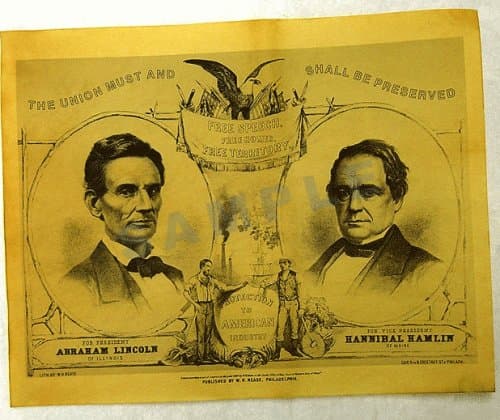 THE UNION MUST AND
SHALL BE PRESERVED
FREE SPEECH,
FREE HOMES,
FREE TERRITORY.
SAMPLE
PROTECTION
TO
AMERICAN
INDUSTRY
FOR PRESIDENT
ABRAHAM LINCOLN
OF ILLINOIS
FOR VICE PRESIDENT
HANNIBAL HAMLIN
OF MAINE
PUBLISHED BY W. H. REASE, PHILADELPHIA.